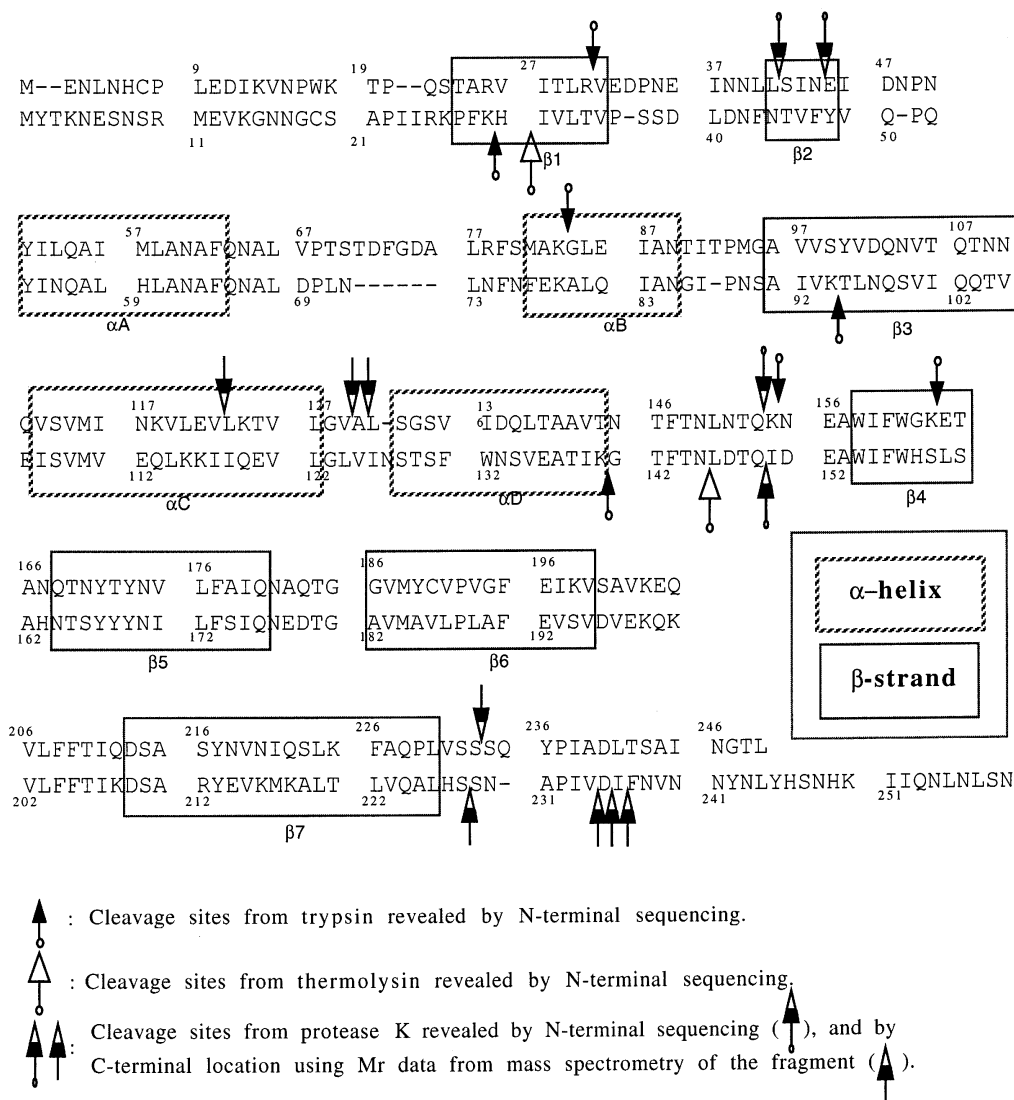 9 19 27 37 47
M--ENLNHCP LEDIKVNPWK TP--QSTARV ITLRVEDPNE INNLLSINEI DNPN
MYTKNESNSR MEVKGNNGCS APIIRKPFKH IVLTVP-SSD LDNFNTVFYV Q-PQ
11 21 40 50
β1 β2
57 67 77 87 97 107
YILQAI MLANAFQNAL VPTSTDFGDA LRFSMAKGLE IANTITPMGA VVSYVDQNVT QTNN
YINQAL HLANAFQNAL DPLN------ LNFNFEKALQ IANGI-PNSA IVKTLNQSVI QQTV
59 69 73 83 92 102
αA αB β3
117 127 13 146 156
6
QVSVMI NKVLEVLKTV LGVAL-SGSV IDQLTAAVTN TFTNLNTQKN EAWIFWGKET
EISVMV EQLKKIIQEV LGLVINSTSF WNSVEATIKG TFTNLDTQID EAWIFWHSLS
112 122 132 142 152
αC αD β4
166 176 186 196
ANQTNYTYNV LFAIQNAQTG GVMYCVPVGF EIKVSAVKEQ
AHNTSYYYNI LFSIQNEDTG AVMAVLPLAF EVSVDVEKQK
162 172 182 192
β5 β6
α-helix
β-strand
206 216 226 236 246
VLFFTIQDSA SYNVNIQSLK FAQPLVSSSQ YPIADLTSAI NGTL
VLFFTIKDSA RYEVKMKALT LVQALHSSN- APIVDIFNVN NYNLYHSNHK IIQNLNLSN
202 212 222 231 241 251
β7
: Cleavage sites from trypsin revealed by N-terminal sequencing.
: Cleavage sites from thermolysin revealed by N-terminal sequencing.
: Cleavage sites from protease K revealed by N-terminal sequencing ( ), and by
C-terminal location using Mr data from mass spectrometry of the fragment ( ).